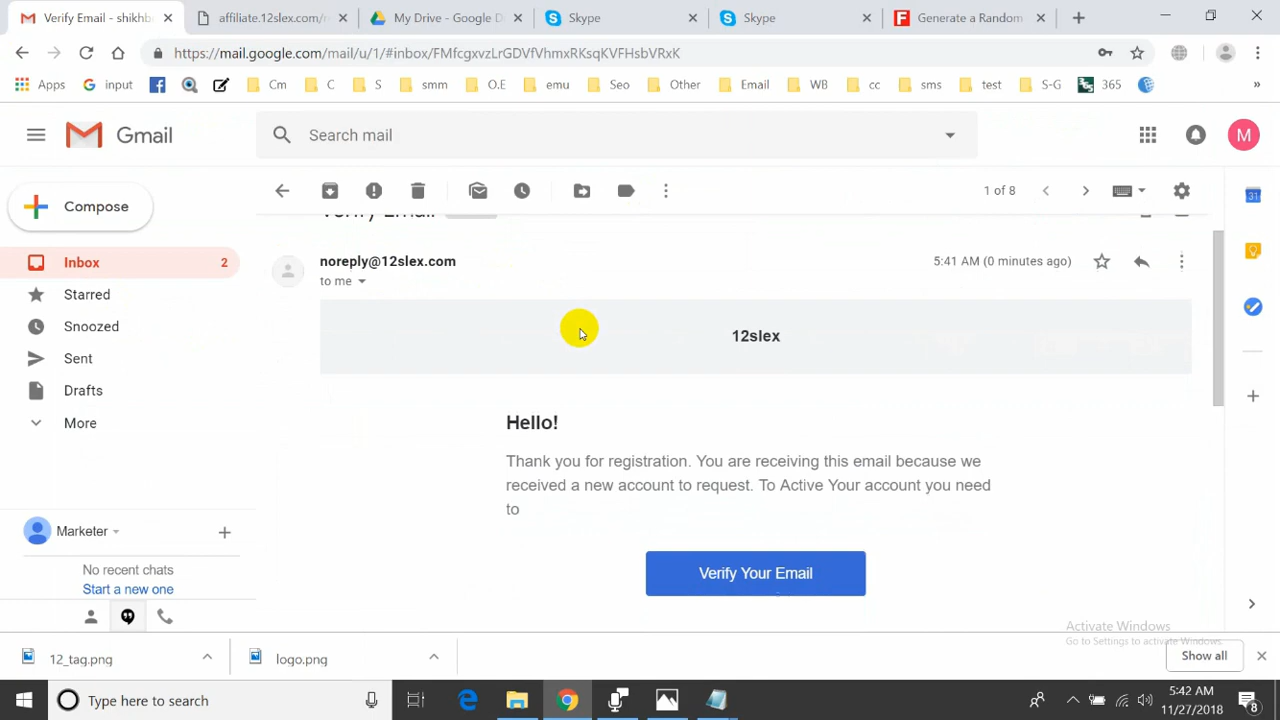 Verify Email - shikhb
affiliate.12slex.com/r
My Drive - Google D
Skype
Skype
Generate a Random
https://mail.google.com/mail/u/1/#inbox/FMfcgxvzLrGDVfVhmxRKsqKVFHsbVRxK
Apps
input
Cm
C
S
smm
O.E
emu
Seo
Other
Email
WB
cc
sms
test
S-G
365
»
Gmail
Search mail
M
Compose
1 of 8
Verify Email
Inbox 2
Starred
Snoozed
Sent
Drafts
More
noreply@12slex.com
5:41 AM (0 minutes ago)
to me
12slex
Hello!
Thank you for registration. You are receiving this email because we
received a new account to request. To Active Your account you need
to
Verify Your Email
31
Marketer
No recent chats
Start a new one
Activate Windows
Go to Settings to activate Windows.
12_tag.png
logo.png
Show all
Type here to search
5:42 AM
11/27/2018
8